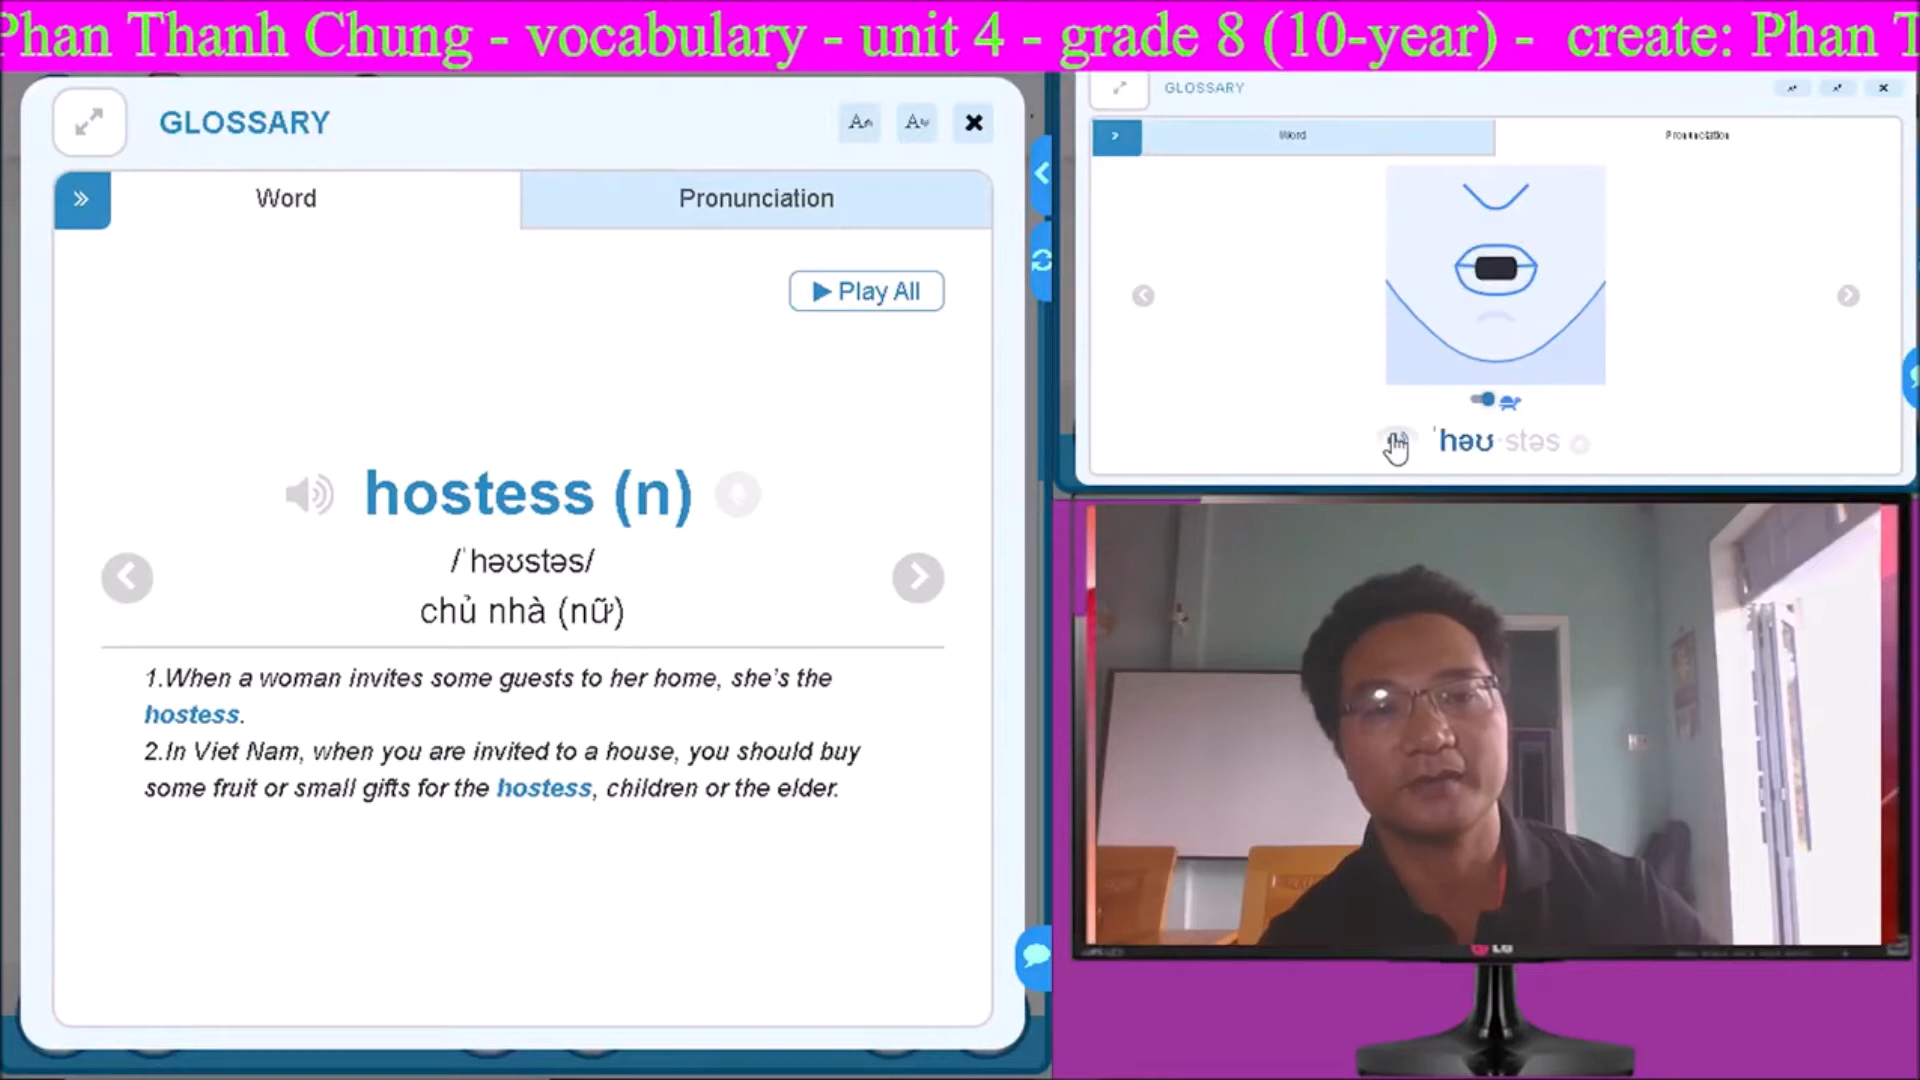 Phan Thanh Chung - vocabulary - unit 4 - grade 8 (10-year) - create: Phan T
GLOSSARY
Word
Pronunciation
Play All
hostess (n)
/ˈhəʊstəs/
chủ nhà (nữ)
1.When a woman invites some guests to her home, she's the
hostess.
2.In Viet Nam, when you are invited to a house, you should buy
some fruit or small gifts for the hostess, children or the elder.
GLOSSARY
Word
Pronunciation
ˈhəʊ·stəs
LG